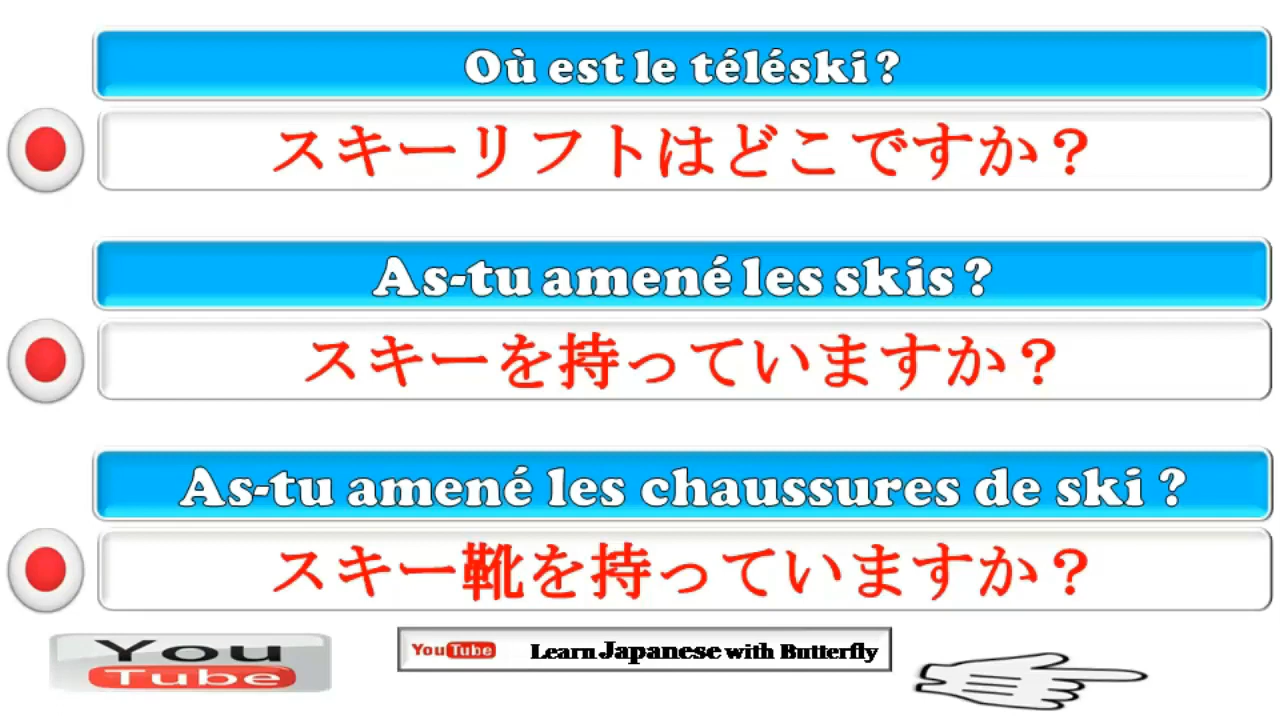 Où est le téléski ?
スキーリフトはどこですか？
As-tu amené les skis ?
スキーを持っていますか？
As-tu amené les chaussures de ski ?
スキー靴を持っていますか？
You
Tube
YouTube Learn Japanese with Butterfly